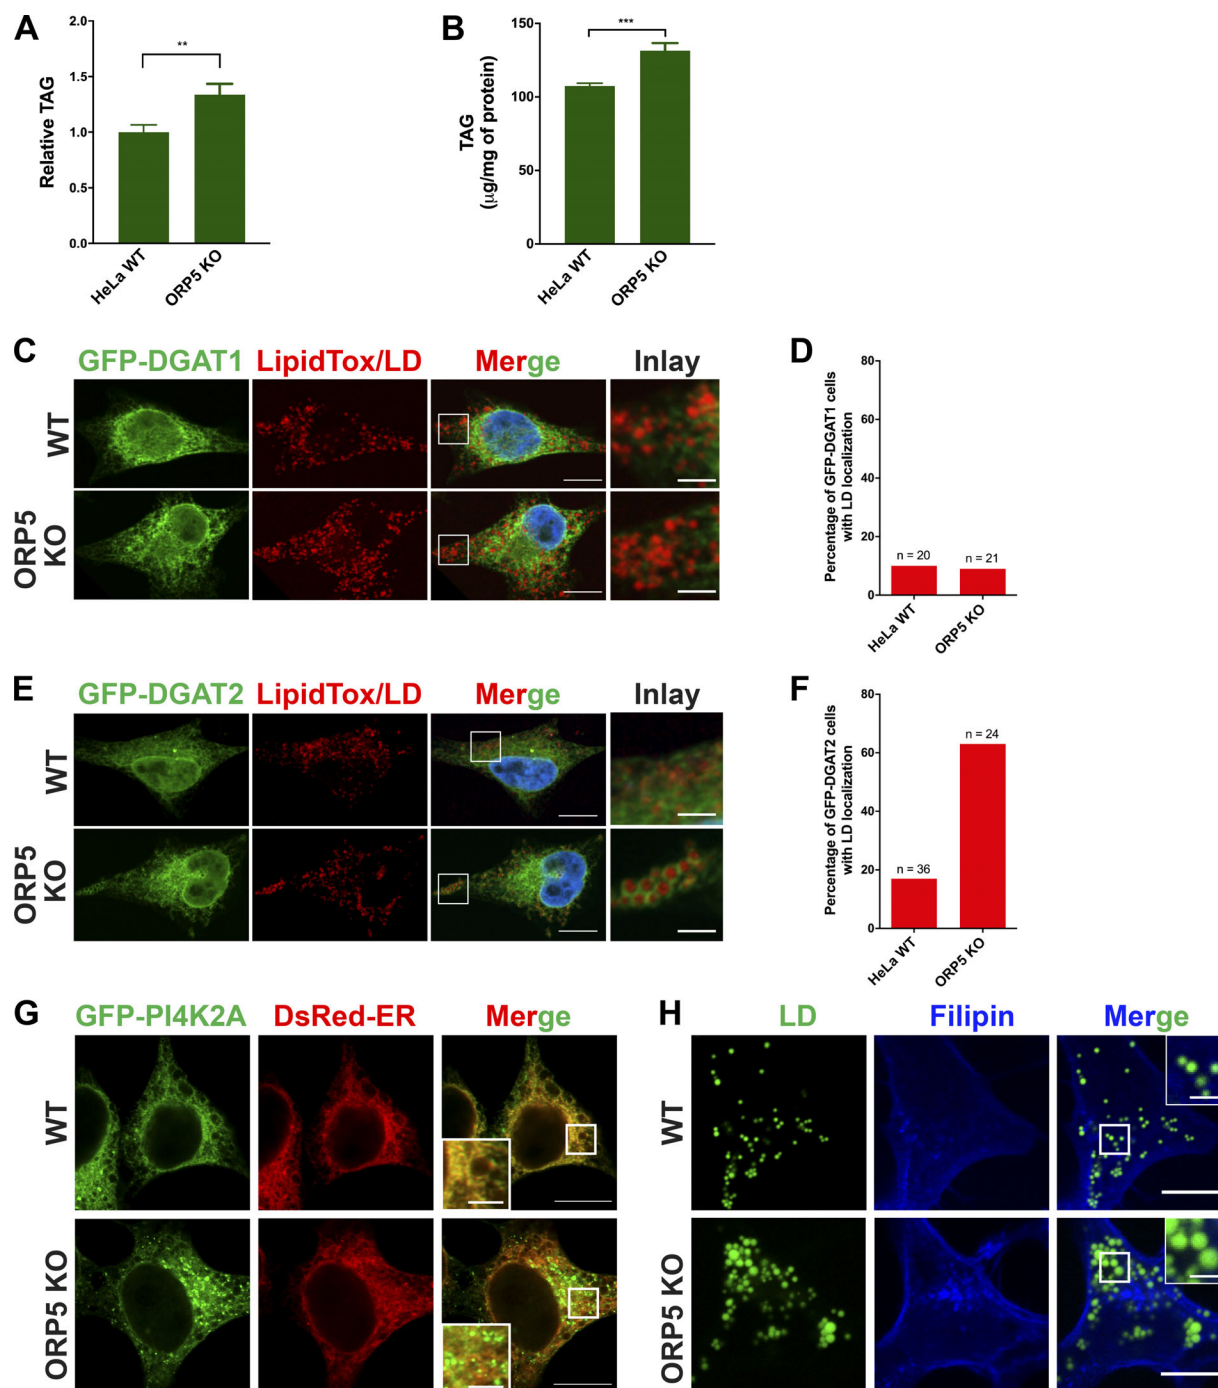 A
Relative TAG
2.0
1.5
1.0
0.5
0.0
**
HeLa WT
ORP5 KO
B
TAG
(μg/mg of protein)
150
100
50
0
***
HeLa WT
ORP5 KO
C
GFP-DGAT1 LipidTox/LD Merge Inlay
WT
ORP5
KO
D
Percentage of GFP-DGAT1 cells
with LD localization
80
60
40
20
0
n = 20
n = 21
HeLa WT
ORP5 KO
E
GFP-DGAT2 LipidTox/LD Merge Inlay
WT
ORP5
KO
F
Percentage of GFP-DGAT2 cells
with LD localization
80
60
40
20
0
n = 36
n = 24
HeLa WT
ORP5 KO
G
GFP-PI4K2A DsRed-ER Merge
WT
ORP5 KO
H
LD Filipin Merge
WT
ORP5 KO